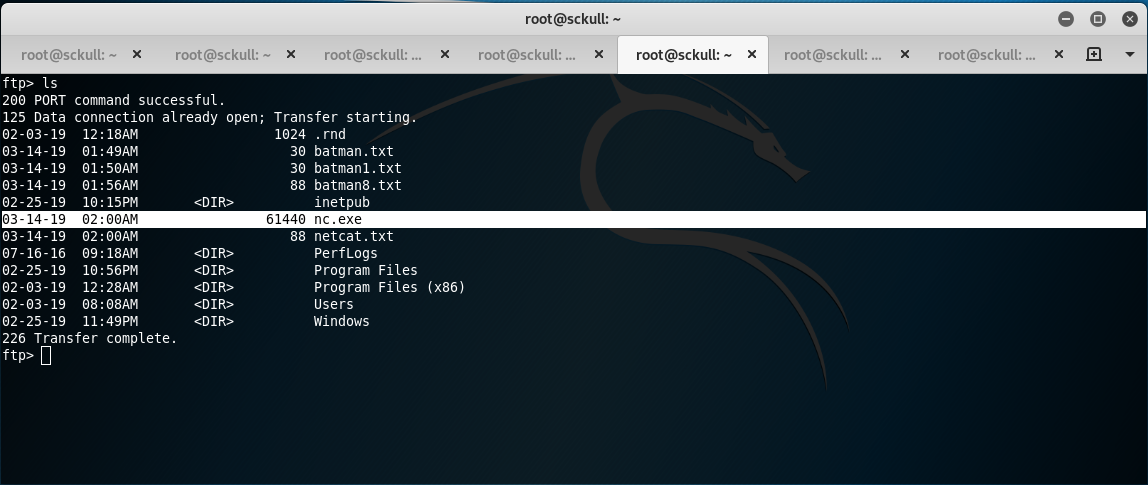 root@sckull: ~
root@sckull: ~ root@sckull: ~ root@sckull: ... root@sckull: ... root@sckull: ~ root@sckull: ... root@sckull: ...
ftp> ls
200 PORT command successful.
125 Data connection already open; Transfer starting.
02-03-19  12:18AM                 1024 .rnd
03-14-19  01:49AM                   30 batman.txt
03-14-19  01:50AM                   30 batman1.txt
03-14-19  01:56AM                   88 batman8.txt
02-25-19  10:15PM       <DIR>          inetpub
03-14-19  02:00AM                61440 nc.exe
03-14-19  02:00AM                   88 netcat.txt
07-16-16  09:18AM       <DIR>          PerfLogs
02-25-19  10:56PM       <DIR>          Program Files
02-03-19  12:28AM       <DIR>          Program Files (x86)
02-03-19  08:08AM       <DIR>          Users
02-25-19  11:49PM       <DIR>          Windows
226 Transfer complete.
ftp>